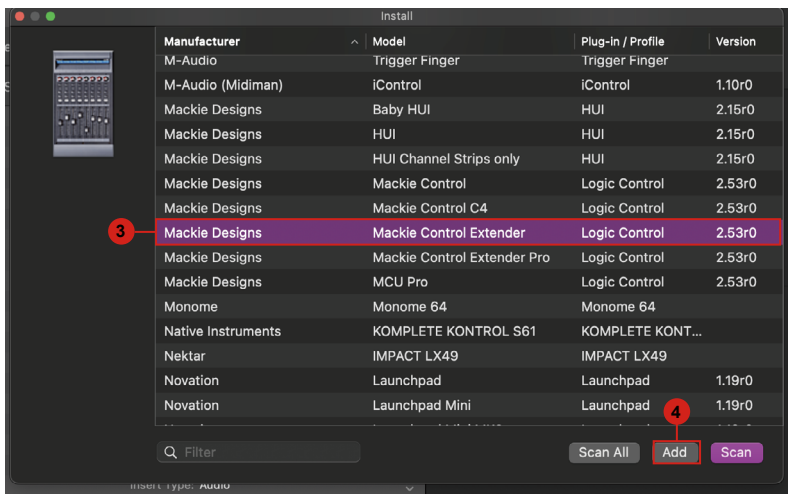 Install
Manufacturer Model Plug-in / Profile Version
M-Audio Trigger Finger Trigger Finger
M-Audio (Midiman) iControl iControl 1.10r0
Mackie Designs Baby HUI HUI 2.15r0
Mackie Designs HUI HUI 2.15r0
Mackie Designs HUI Channel Strips only HUI 2.15r0
Mackie Designs Mackie Control Logic Control 2.53r0
Mackie Designs Mackie Control C4 Logic Control 2.53r0
3 Mackie Designs Mackie Control Extender Logic Control 2.53r0
Mackie Designs Mackie Control Extender Pro Logic Control 2.53r0
Mackie Designs MCU Pro Logic Control 2.53r0
Monome Monome 64 Monome 64
Native Instruments KOMPLETE KONTROL S61 KOMPLETE KONT...
Nektar IMPACT LX49 IMPACT LX49
Novation Launchpad Launchpad 1.19r0
Novation Launchpad Mini Launchpad 1.19r0
4
Filter Scan All Add Scan
Insert Type: Audio